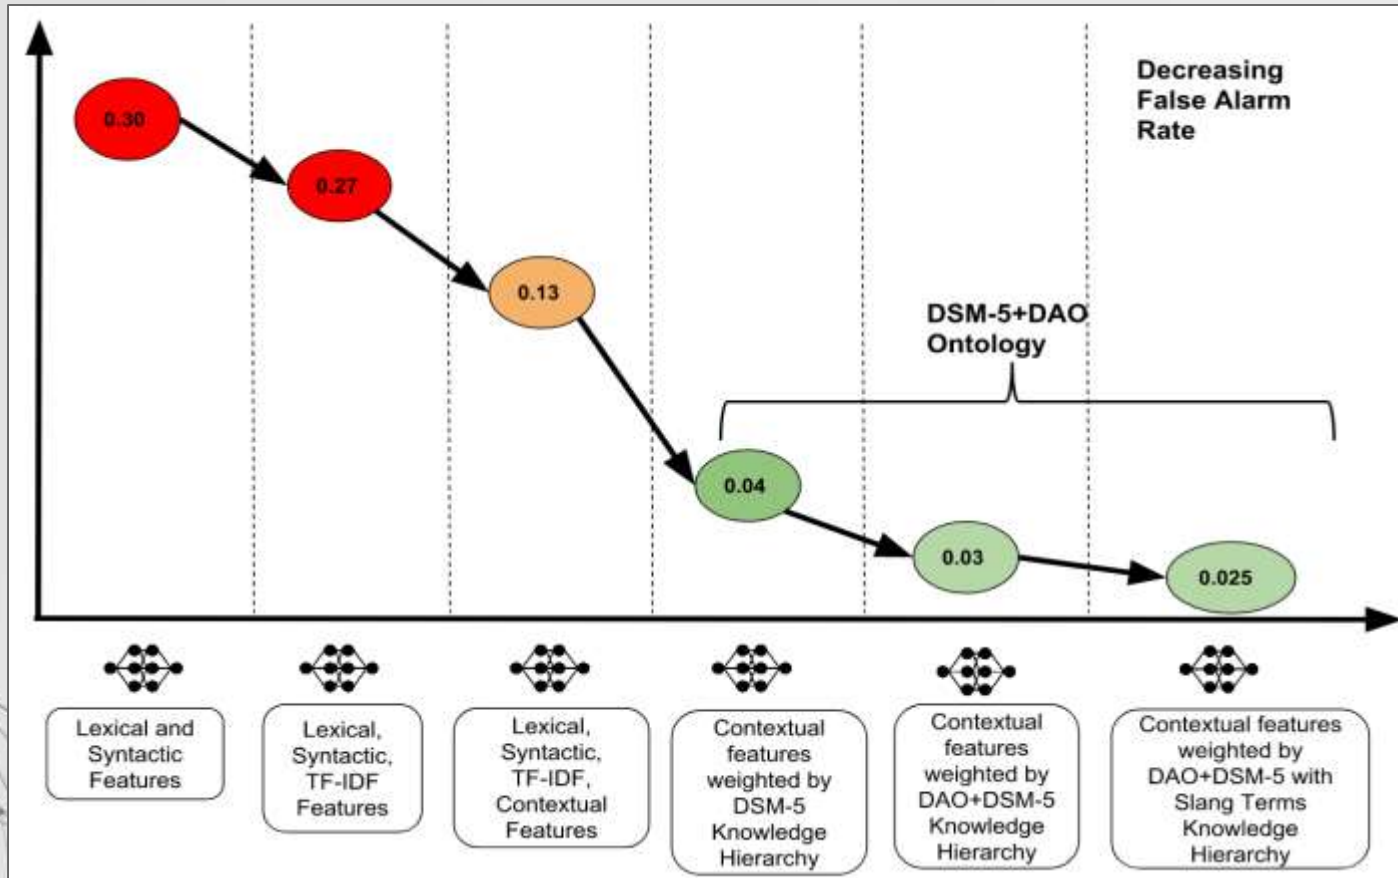 Decreasing
False Alarm
Rate
0.30
0.27
0.13
DSM-5+DAO
Ontology
0.04
0.03
0.025
Lexical and
Syntactic
Features
Lexical,
Syntactic,
TF-IDF
Features
Lexical,
Syntactic,
TF-IDF,
Contextual
Features
Contextual
features
weighted by
DSM-5
Knowledge
Hierarchy
Contextual
features
weighted by
DAO+DSM-5
Knowledge
Hierarchy
Contextual features
weighted by
DAO+DSM-5 with
Slang Terms
Knowledge
Hierarchy